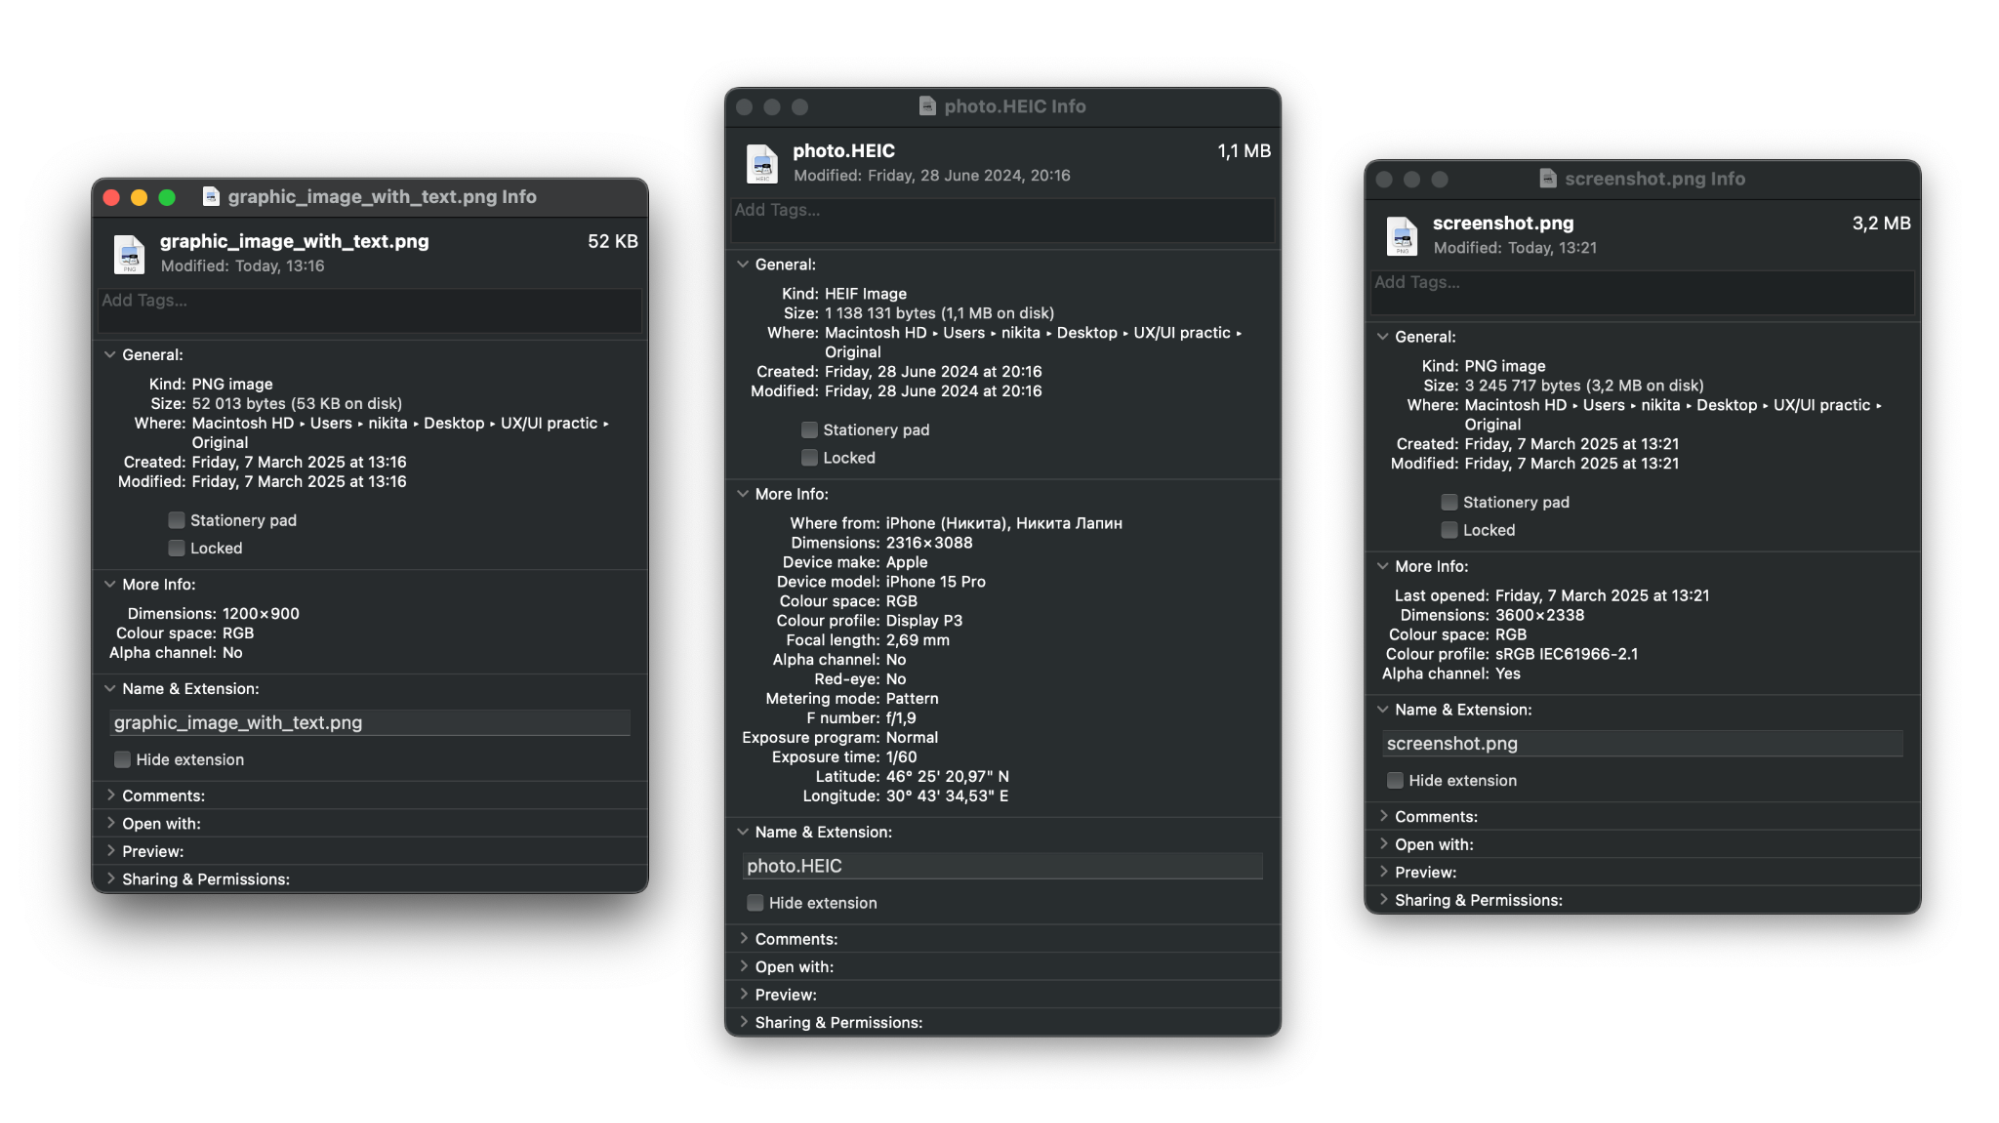 graphic_image_with_text.png Info
graphic_image_with_text.png 52 KB
Modified: Today, 13:16
Add Tags...
General:
Kind: PNG image
Size: 52 013 bytes (53 KB on disk)
Where: Macintosh HD ▸ Users ▸ nikita ▸ Desktop ▸ UX/UI practic ▸
Original
Created: Friday, 7 March 2025 at 13:16
Modified: Friday, 7 March 2025 at 13:16
Stationery pad
Locked
More Info:
Dimensions: 1200×900
Colour space: RGB
Alpha channel: No
Name & Extension:
graphic_image_with_text.png
Hide extension
Comments:
Open with:
Preview:
Sharing & Permissions:
photo.HEIC Info
photo.HEIC 1,1 MB
Modified: Friday, 28 June 2024, 20:16
Add Tags...
General:
Kind: HEIF Image
Size: 1 138 131 bytes (1,1 MB on disk)
Where: Macintosh HD ▸ Users ▸ nikita ▸ Desktop ▸ UX/UI practic ▸
Original
Created: Friday, 28 June 2024 at 20:16
Modified: Friday, 28 June 2024 at 20:16
Stationery pad
Locked
More Info:
Where from: iPhone (Никита), Никита Лапин
Dimensions: 2316×3088
Device make: Apple
Device model: iPhone 15 Pro
Colour space: RGB
Colour profile: Display P3
Focal length: 2,69 mm
Alpha channel: No
Red-eye: No
Metering mode: Pattern
F number: f/1,9
Exposure program: Normal
Exposure time: 1/60
Latitude: 46° 25' 20,97" N
Longitude: 30° 43' 34,53" E
Name & Extension:
photo.HEIC
Hide extension
Comments:
Open with:
Preview:
Sharing & Permissions:
screenshot.png Info
screenshot.png 3,2 MB
Modified: Today, 13:21
Add Tags...
General:
Kind: PNG image
Size: 3 245 717 bytes (3,2 MB on disk)
Where: Macintosh HD ▸ Users ▸ nikita ▸ Desktop ▸ UX/UI practic ▸
Original
Created: Friday, 7 March 2025 at 13:21
Modified: Friday, 7 March 2025 at 13:21
Stationery pad
Locked
More Info:
Last opened: Friday, 7 March 2025 at 13:21
Dimensions: 3600×2338
Colour space: RGB
Colour profile: sRGB IEC61966-2.1
Alpha channel: Yes
Name & Extension:
screenshot.png
Hide extension
Comments:
Open with:
Preview:
Sharing & Permissions: